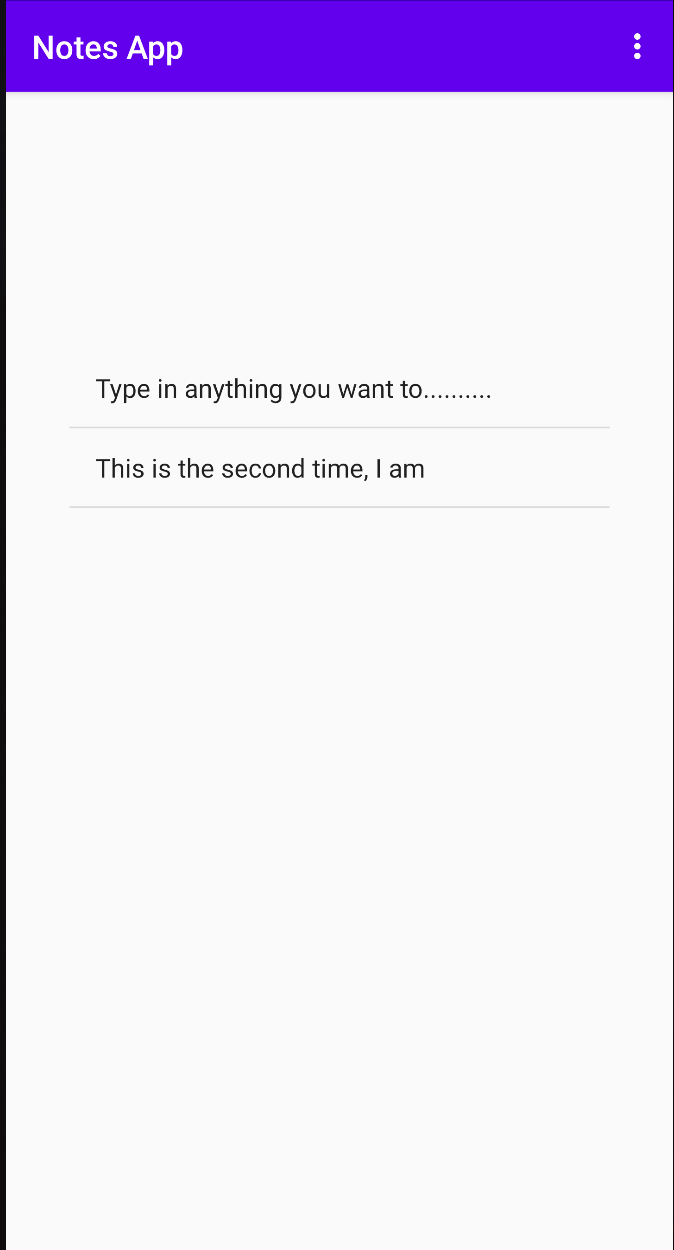 Notes App
Type in anything you want to..........
This is the second time, I am